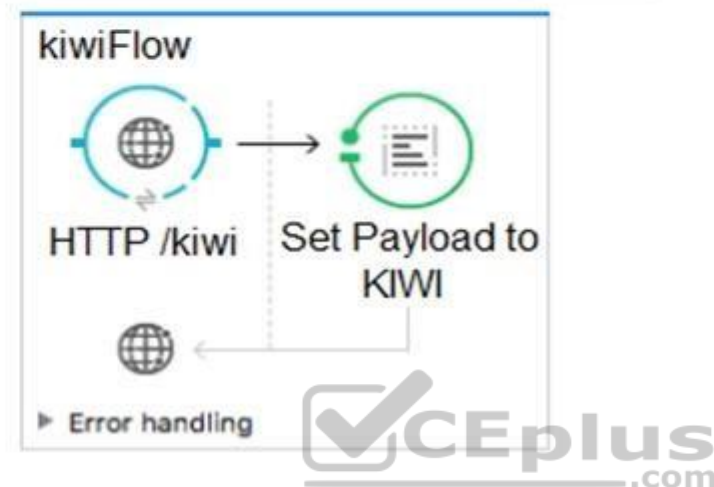 kiwiFlow
HTTP /kiwi
Set Payload to
KIWI
Error handling
CEplus
.com